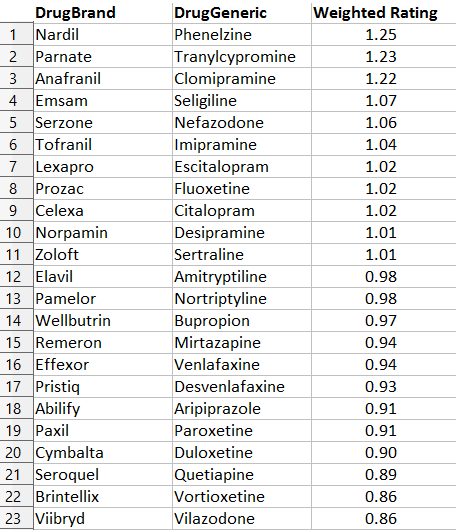 DrugBrand DrugGeneric Weighted Rating
1 Nardil Phenelzine 1.25
2 Parnate Tranylcypromine 1.23
3 Anafranil Clomipramine 1.22
4 Emsam Seligiline 1.07
5 Serzone Nefazodone 1.06
6 Tofranil Imipramine 1.04
7 Lexapro Escitalopram 1.02
8 Prozac Fluoxetine 1.02
9 Celexa Citalopram 1.02
10 Norpamin Desipramine 1.01
11 Zoloft Sertraline 1.01
12 Elavil Amitryptiline 0.98
13 Pamelor Nortriptyline 0.98
14 Wellbutrin Bupropion 0.97
15 Remeron Mirtazapine 0.94
16 Effexor Venlafaxine 0.94
17 Pristiq Desvenlafaxine 0.93
18 Abilify Aripiprazole 0.91
19 Paxil Paroxetine 0.91
20 Cymbalta Duloxetine 0.90
21 Seroquel Quetiapine 0.89
22 Brintellix Vortioxetine 0.86
23 Viibryd Vilazodone 0.86